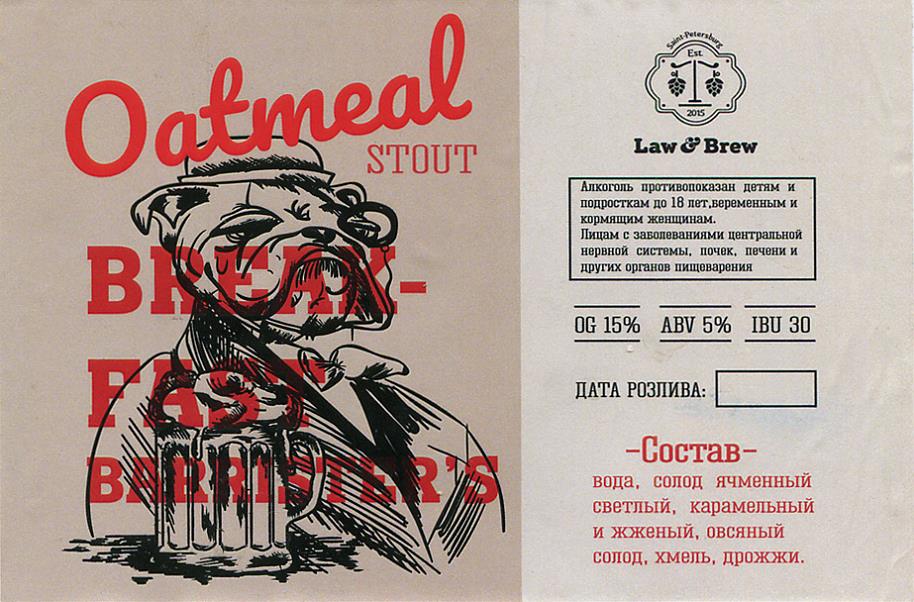 Oatmeal
STOUT
BREAK-
FAST
BARRISTER'S
Saint-Petersburg
Est.
2015
Law & Brew
Алкоголь противопоказан детям и
подросткам до 18 лет,беременным и
кормящим женщинам.
Лицам с заболеваниями центральной
нервной системы, почек, печени и
других органов пищеварения
OG 15% ABV 5% IBU 30
ДАТА РОЗЛИВА:
-Состав-
вода, солод ячменный
светлый, карамельный
и жженый, овсяный
солод, хмель, дрожжи.